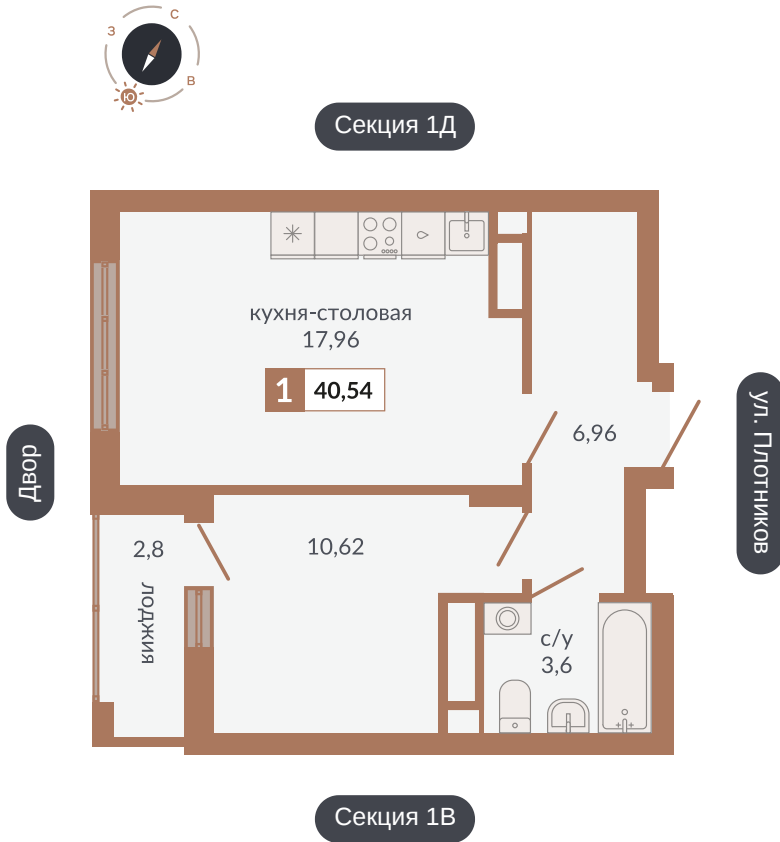 С
З
В
Ю
Секция 1Д
кухня-столовая
17,96
1 40,54
6,96
ул. Плотников
Двор
2,8
лоджия
10,62
с/у
3,6
Секция 1В